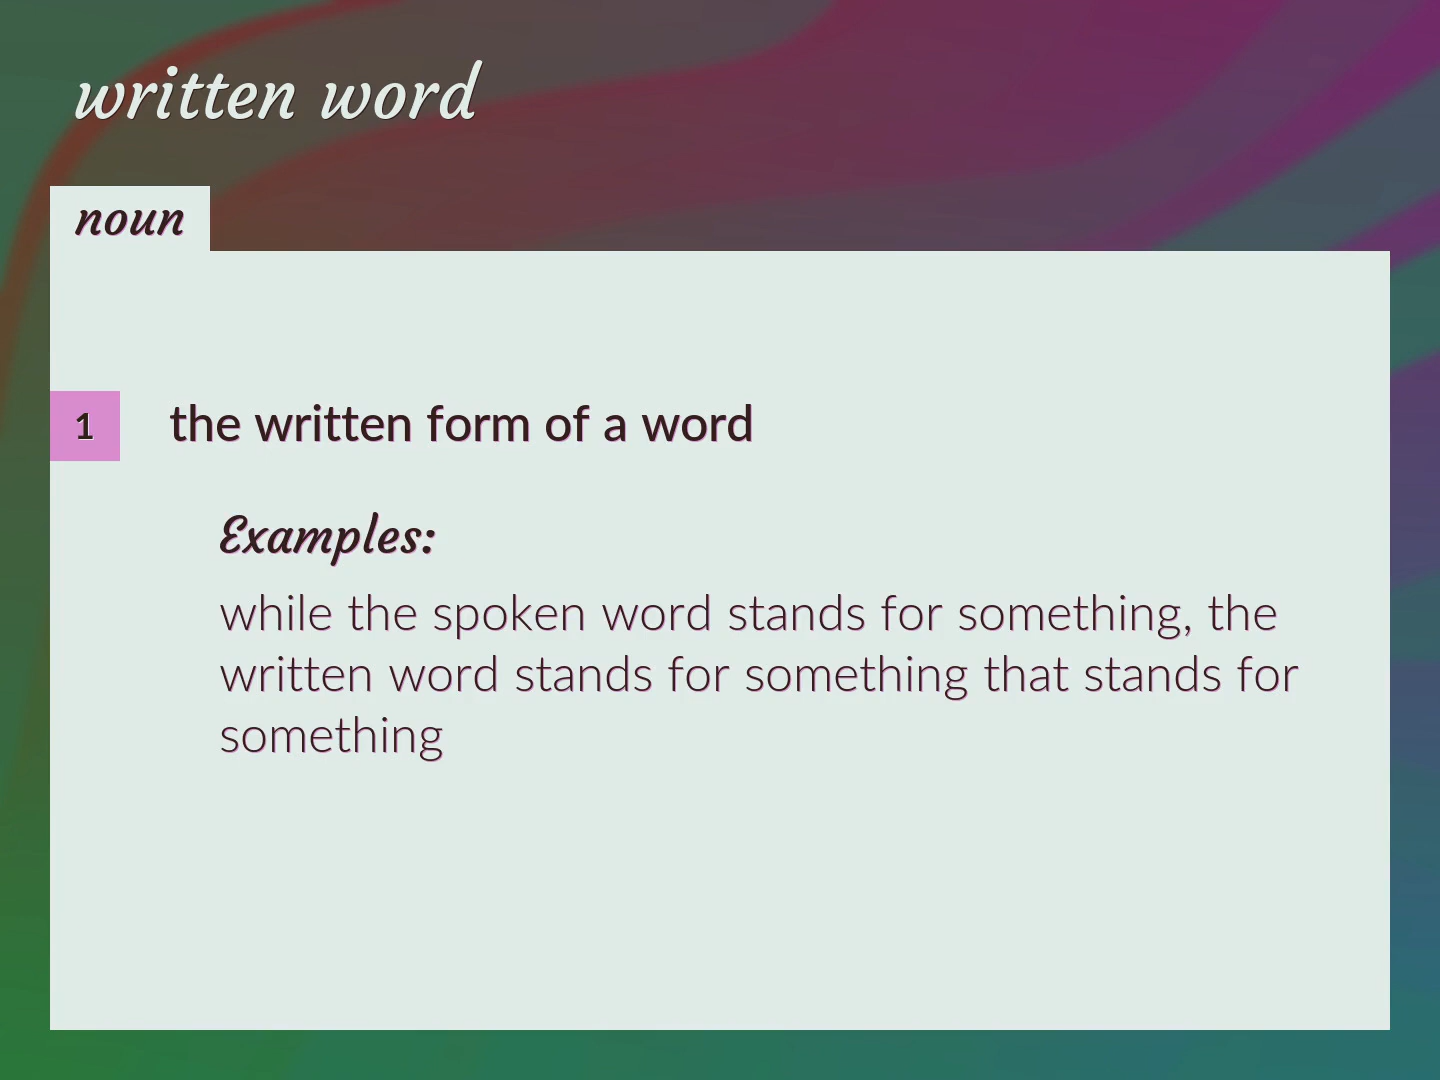 written word
noun
1
the written form of a word
Examples:
while the spoken word stands for something, the
written word stands for something that stands for
something